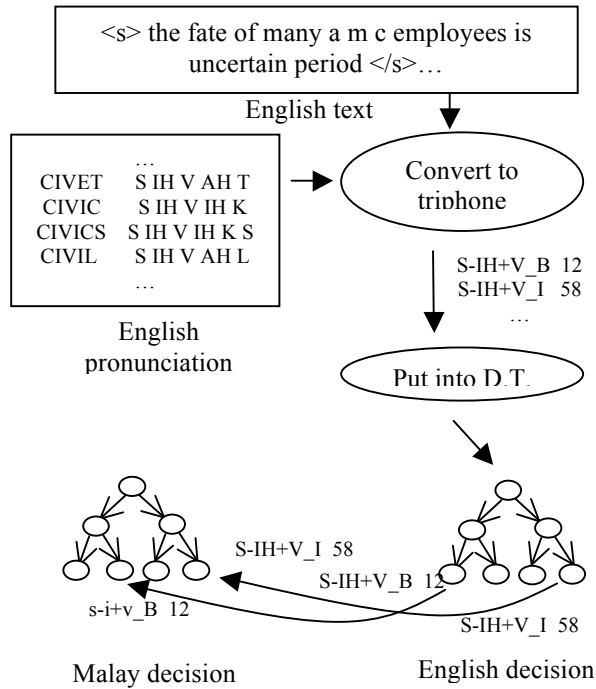 <s> the fate of many a m c employees is
uncertain period </s>…
English text
…
CIVET S IH V AH T
CIVIC S IH V IH K
CIVICS S IH V IH K S
CIVIL S IH V AH L
…
English
pronunciation
Convert to
triphone
S-IH+V_B 12
S-IH+V_I 58
…
Put into D.T.
S-IH+V_I 58
S-IH+V_B 12
s-i+v_B 12
S-IH+V_I 58
Malay decision
English decision